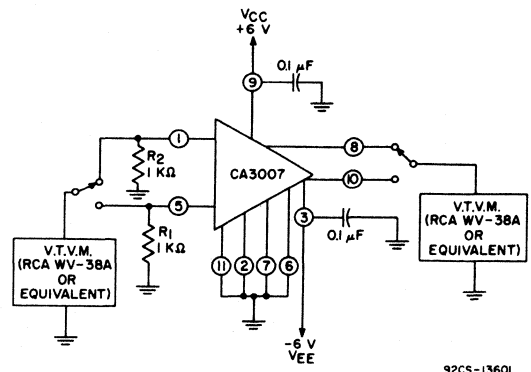 VCC
+6 V
0.1 µF
9
1
8
R2
1 KΩ
CA3007
10
5
3
R1
1 KΩ
0.1 µF
V.T.V.M.
(RCA WV-38A
OR
EQUIVALENT)
V.T.V.M.
(RCA WV-38A
OR
EQUIVALENT)
11
2
7
6
-6 V
VEE
92CS-13601